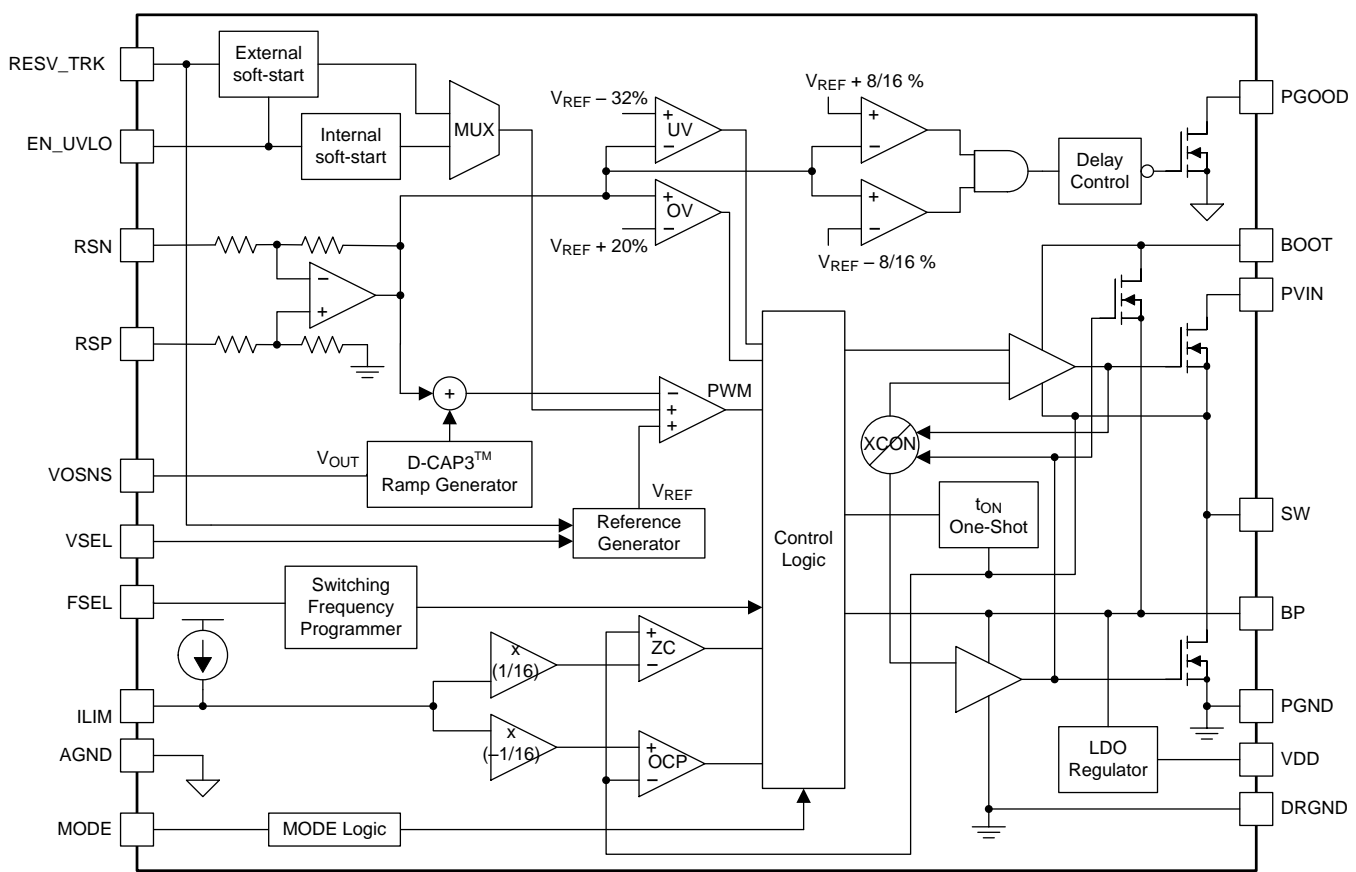 RESV_TRK
External
soft-start
EN_UVLO
Internal
soft-start
MUX
V_REF – 32%
+
UV
–
+
OV
–
V_REF + 20%
V_REF + 8/16 %
+
–
+
–
V_REF – 8/16 %
Delay
Control
PGOOD
RSN
–
+
RSP
BOOT
PVIN
+
–
+
+
PWM
VOSNS
V_OUT
D-CAP3™
Ramp Generator
V_REF
VSEL
Reference
Generator
Control
Logic
XCON
t_ON
One-Shot
SW
FSEL
Switching
Frequency
Programmer
BP
x
(1/16)
+
ZC
–
ILIM
x
(–1/16)
+
OCP
–
PGND
AGND
LDO
Regulator
VDD
DRGND
MODE
MODE Logic